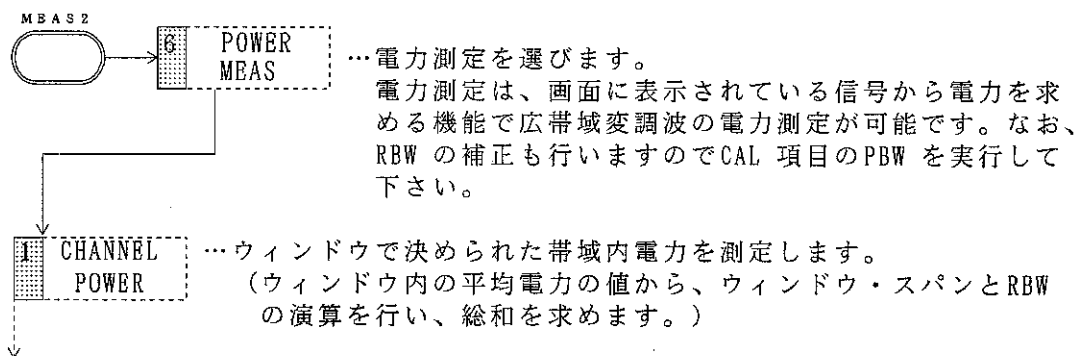 MEAS2
6 POWER
MEAS
…電力測定を選びます。
電力測定は、画面に表示されている信号から電力を求
める機能で広帯域変調波の電力測定が可能です。なお、
RBW の補正も行いますのでCAL 項目のPBW を実行して
下さい。
1 CHANNEL
POWER
…ウィンドウで決められた帯域内電力を測定します。
（ウィンドウ内の平均電力の値から、ウィンドウ・スパンとRBW
の演算を行い、総和を求めます。）